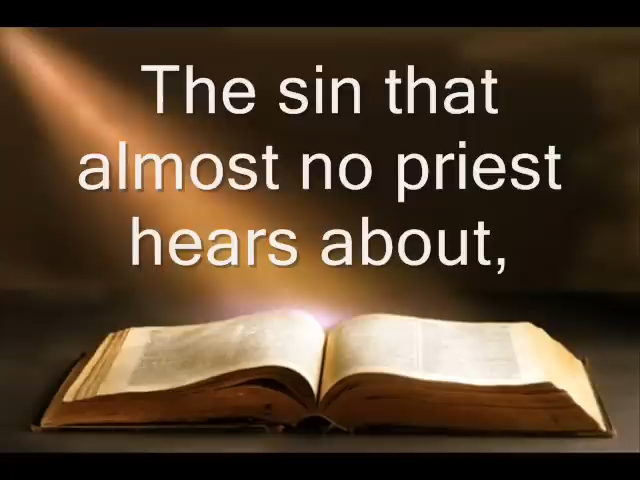 The sin that
almost no priest
hears about,